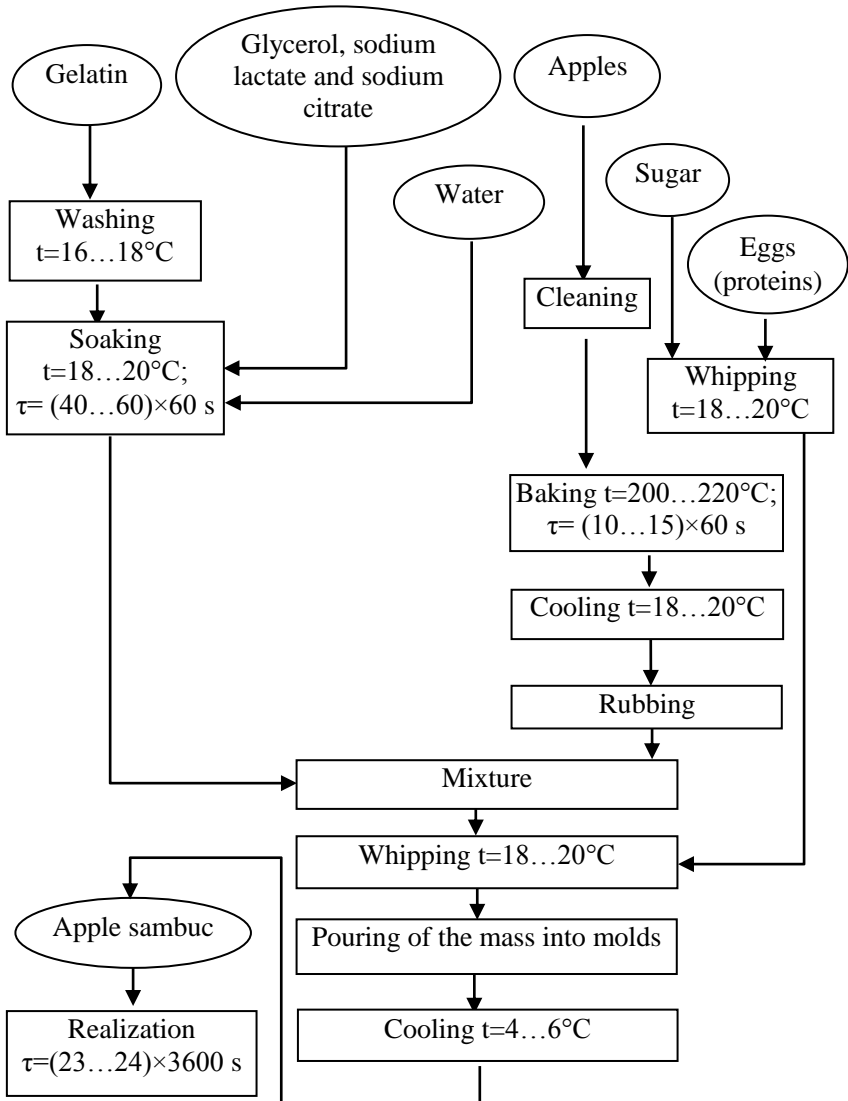 Gelatin
Glycerol, sodium
lactate and sodium
citrate
Apples
Water
Sugar
Eggs
(proteins)
Washing
t=16…18°C
Cleaning
Soaking
t=18…20°C;
τ= (40…60)×60 s
Whipping
t=18…20°C
Baking t=200…220°C;
τ= (10…15)×60 s
Cooling t=18…20°C
Rubbing
Mixture
Whipping t=18…20°C
Apple sambuc
Pouring of the mass into molds
Realization
τ=(23…24)×3600 s
Cooling t=4…6°C